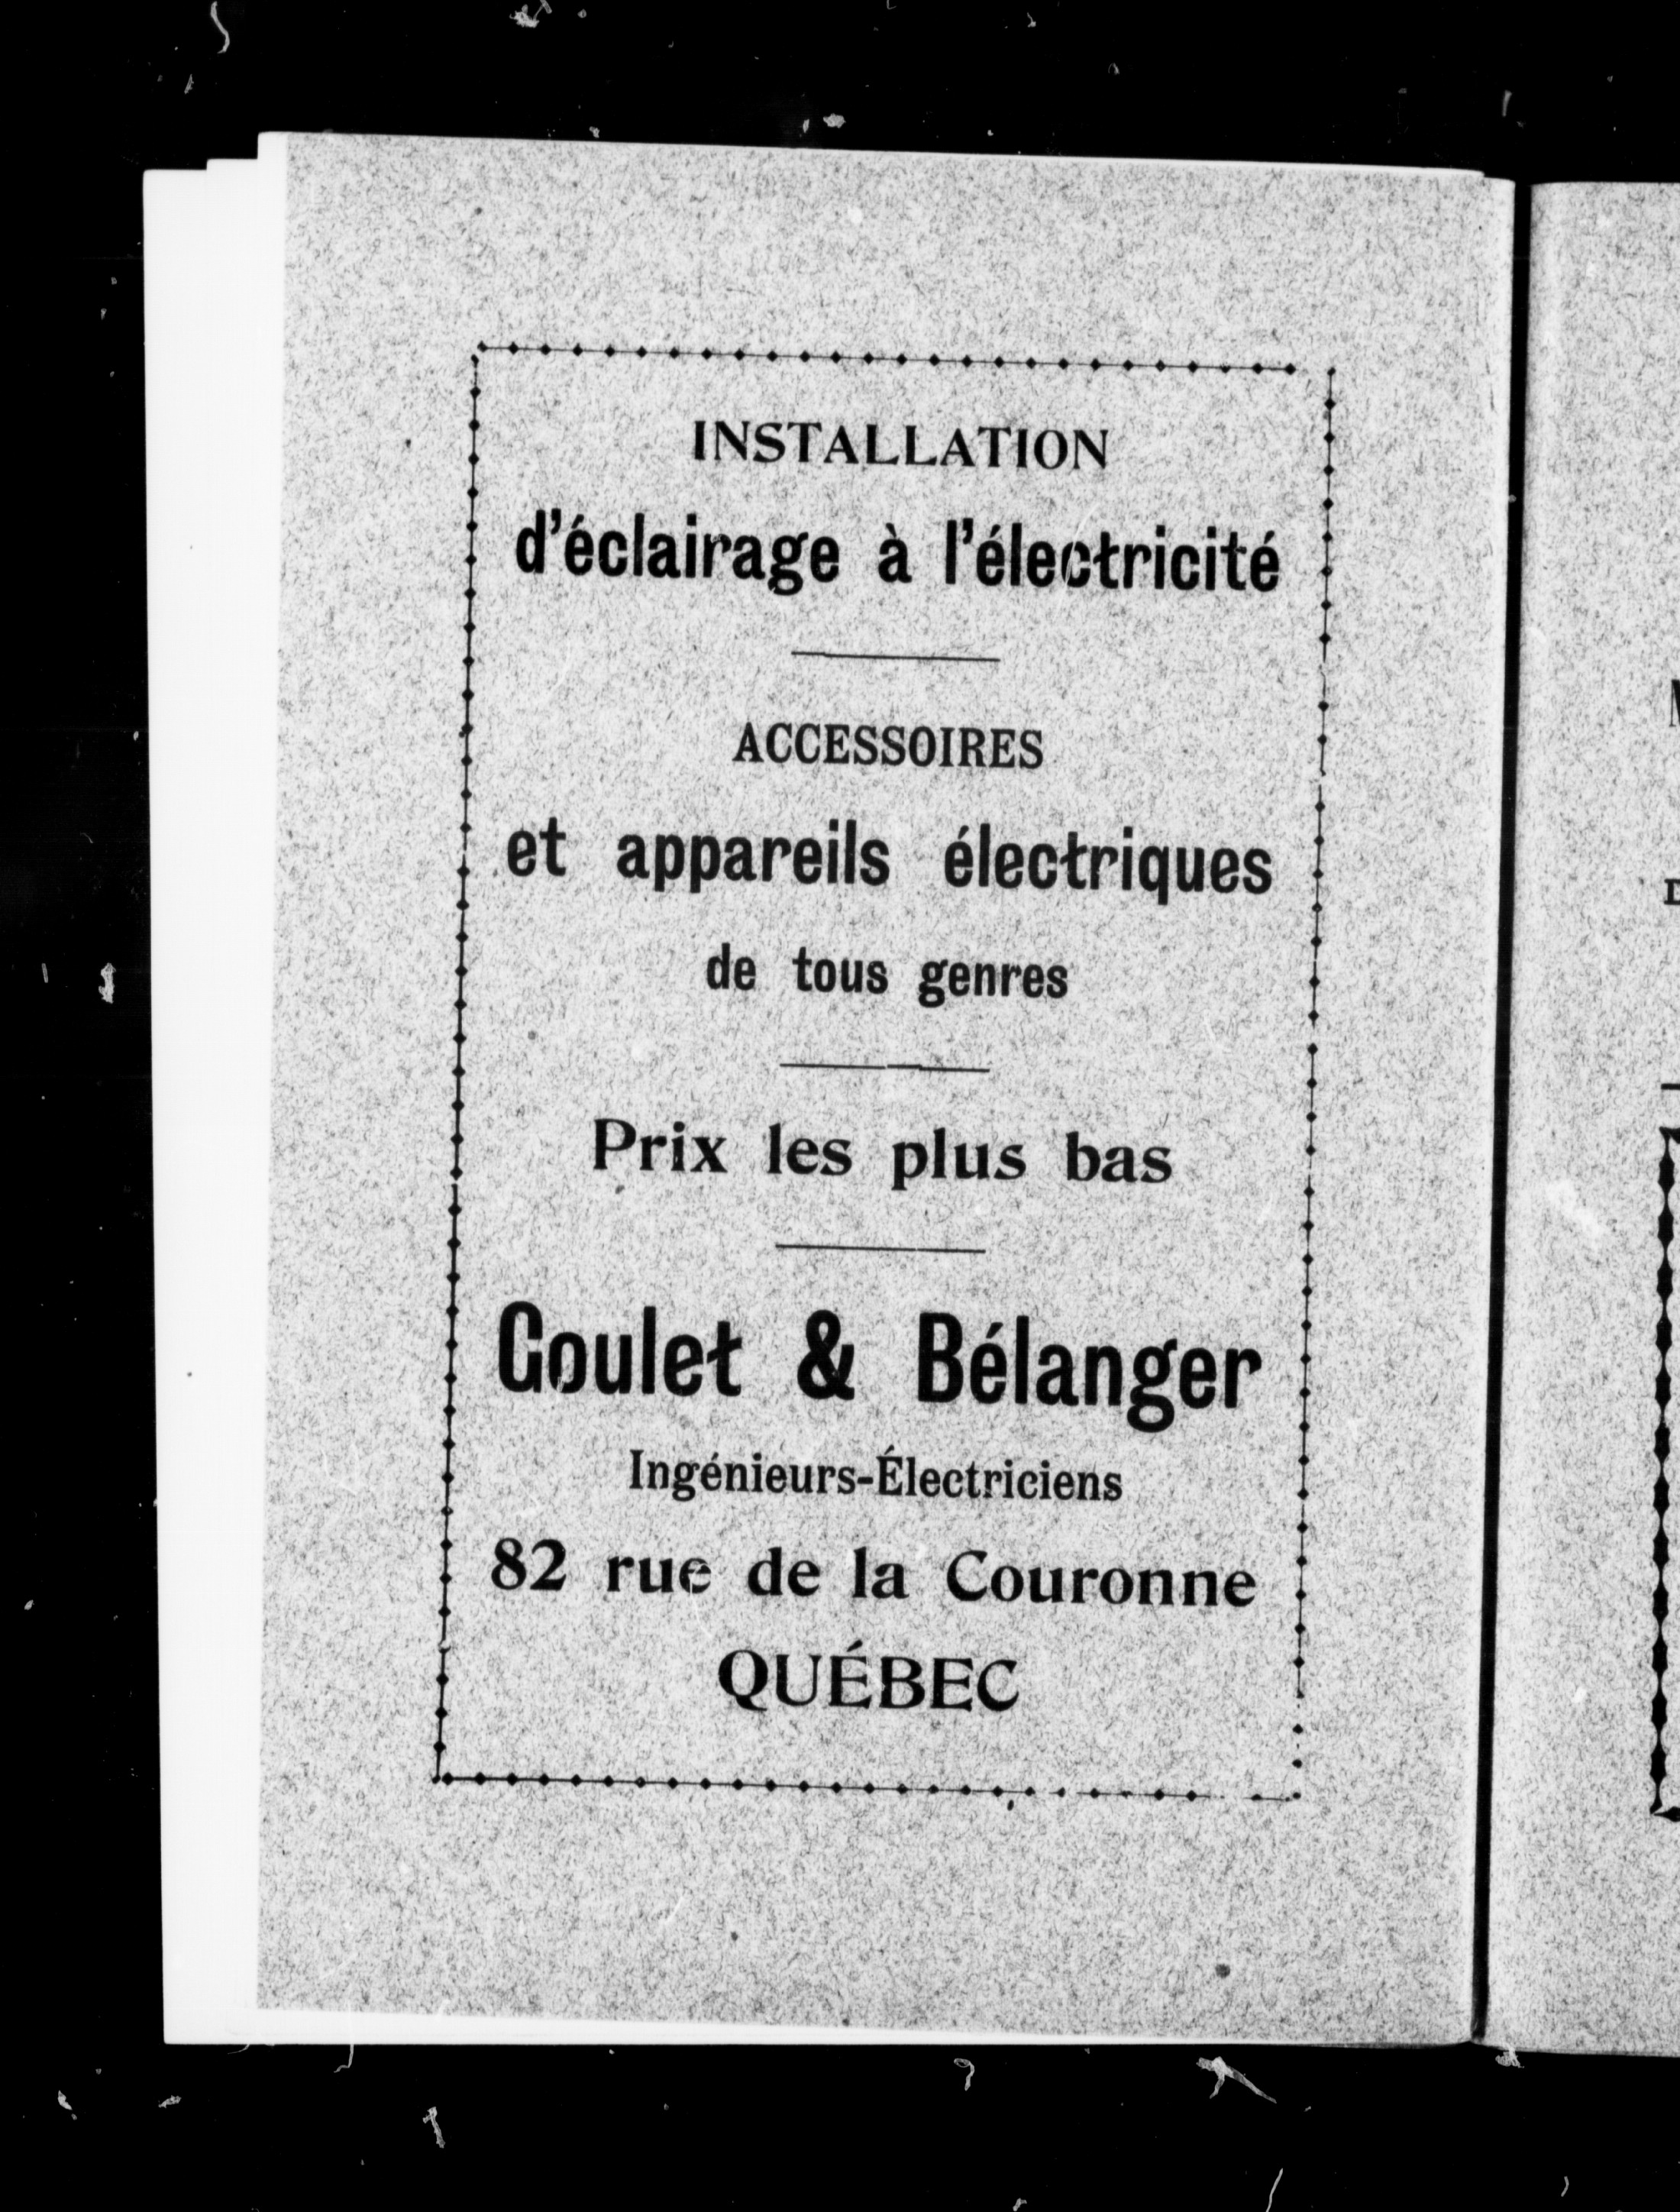 INSTALLATION
d'éclairage à l'électricité
ACCESSOIRES
et appareils électriques
de tous genres
Prix les plus bas
Goulet & Bélanger
Ingénieurs-Électriciens
82 rue de la Couronne
QUÉBEC